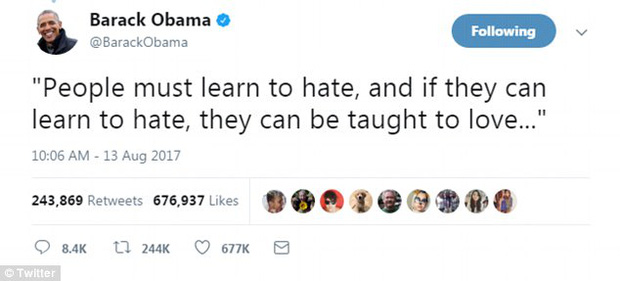 Barack Obama
@BarackObama
Following
"People must learn to hate, and if they can
learn to hate, they can be taught to love..."
10:06 AM - 13 Aug 2017
243,869 Retweets 676,937 Likes
8.4K 244K 677K
© Twitter